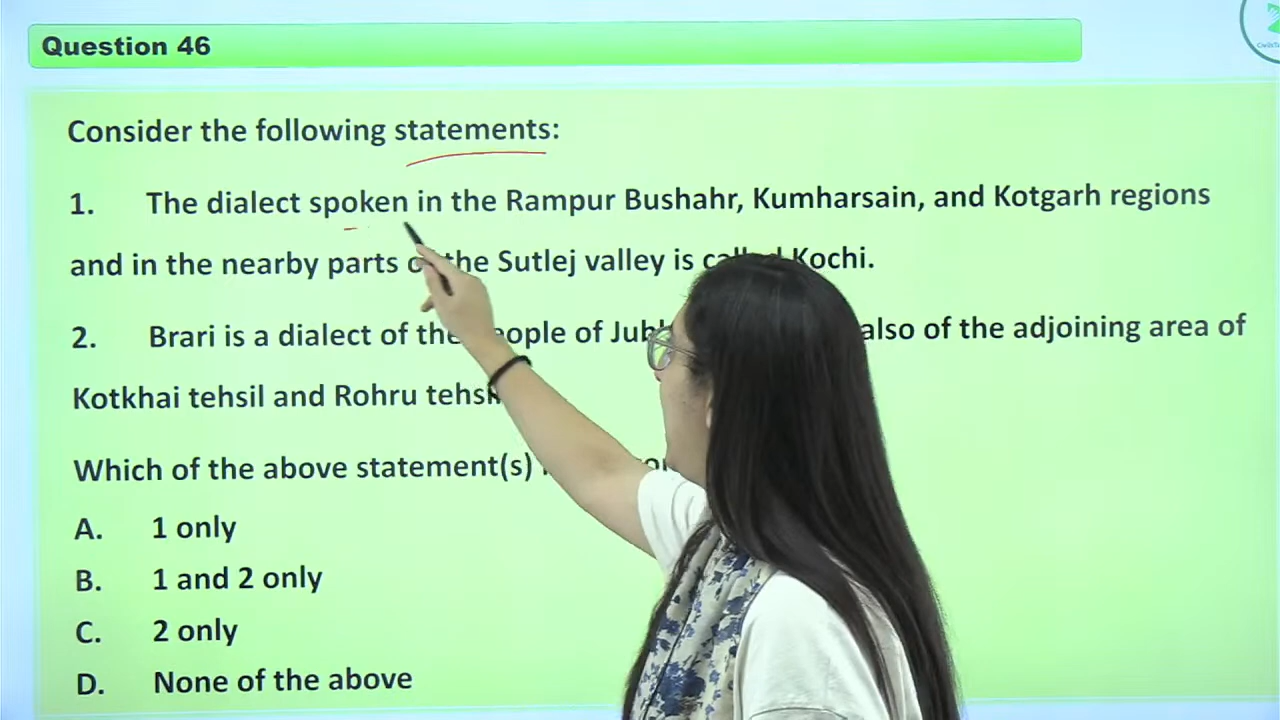 Question 46
Consider the following statements:
1. The dialect spoken in the Rampur Bushahr, Kumharsain, and Kotgarh regions
and in the nearby parts the Sutlej valley is Kochi.
2. Brari is a dialect of the of also of the adjoining area of
Kotkhai tehsil and Rohru
Which of the above statement(s)
A. 1 only
B. 1 and 2 only
C. 2 only
D. None of the above